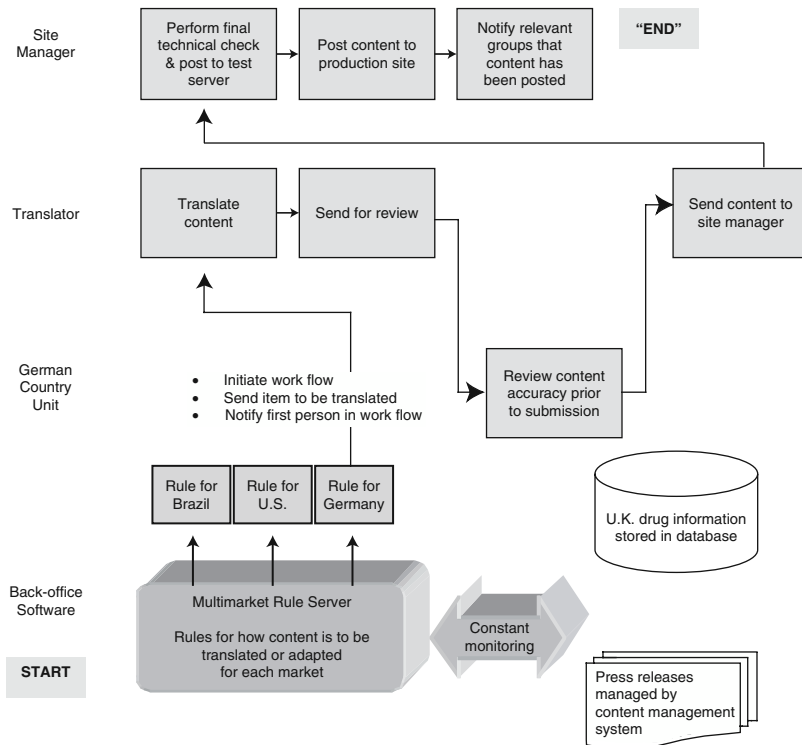 Site
Manager
Perform final
technical check
& post to test
server
Post content to
production site
Notify relevant
groups that
content has
been posted
“END”
Translator
Translate
content
Send for review
Send content to
site manager
German
Country
Unit
• Initiate work flow
• Send item to be translated
• Notify first person in work flow
Review content
accuracy prior
to submission
Rule for
Brazil
Rule for
U.S.
Rule for
Germany
U.K. drug information
stored in database
Back-office
Software
Multimarket Rule Server
Rules for how content is to be
translated or adapted
for each market
Constant
monitoring
START
Press releases
managed by
content management
system